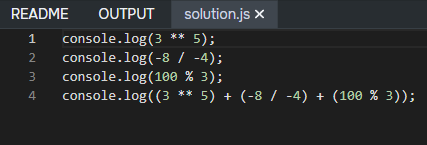 README OUTPUT solution.js ×
1 console.log(3 ** 5);
2 console.log(-8 / -4);
3 console.log(100 % 3);
4 console.log((3 ** 5) + (-8 / -4) + (100 % 3));